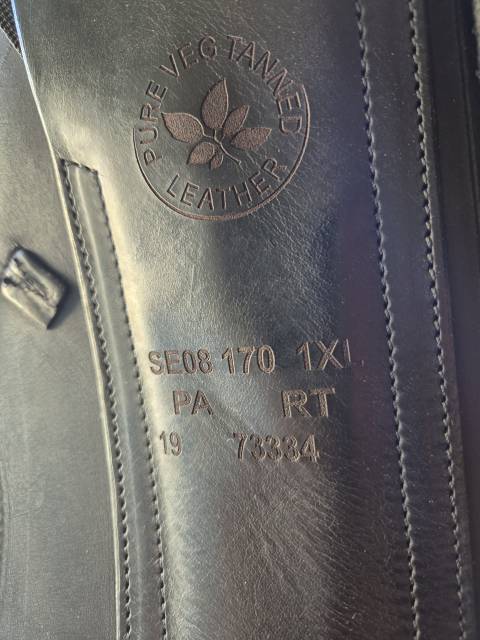 PURE VEG TANNED
LEATHER
SE08 170 1XL
PA RT
19 73334